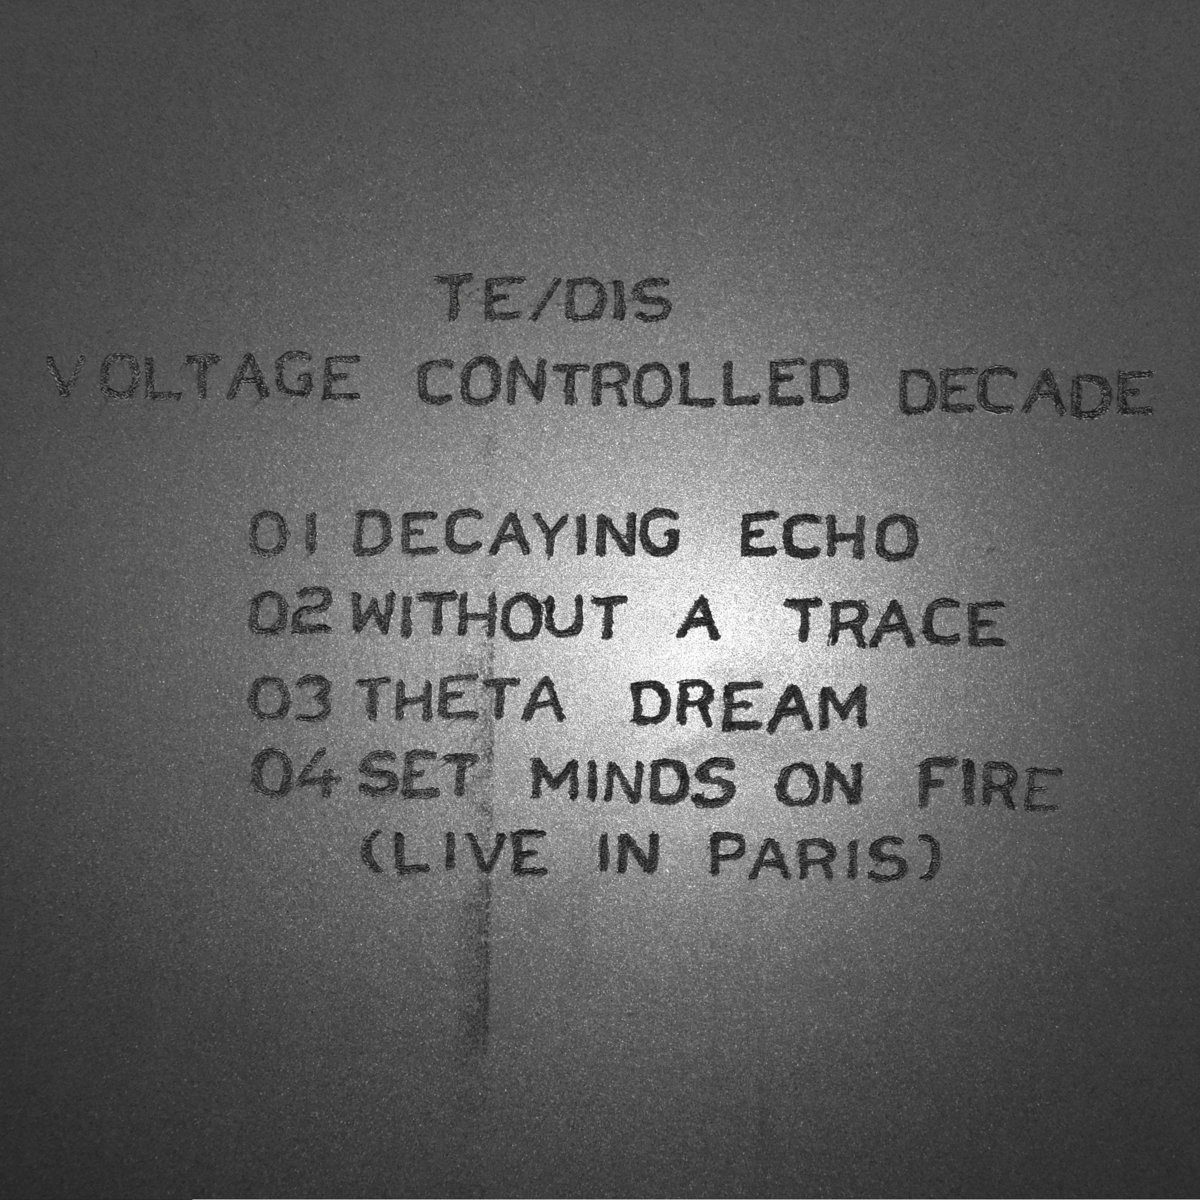 TE/DIS
VOLTAGE CONTROLLED DECADE
01 DECAYING ECHO
02 WITHOUT A TRACE
03 THETA DREAM
04 SET MINDS ON FIRE
(LIVE IN PARIS)